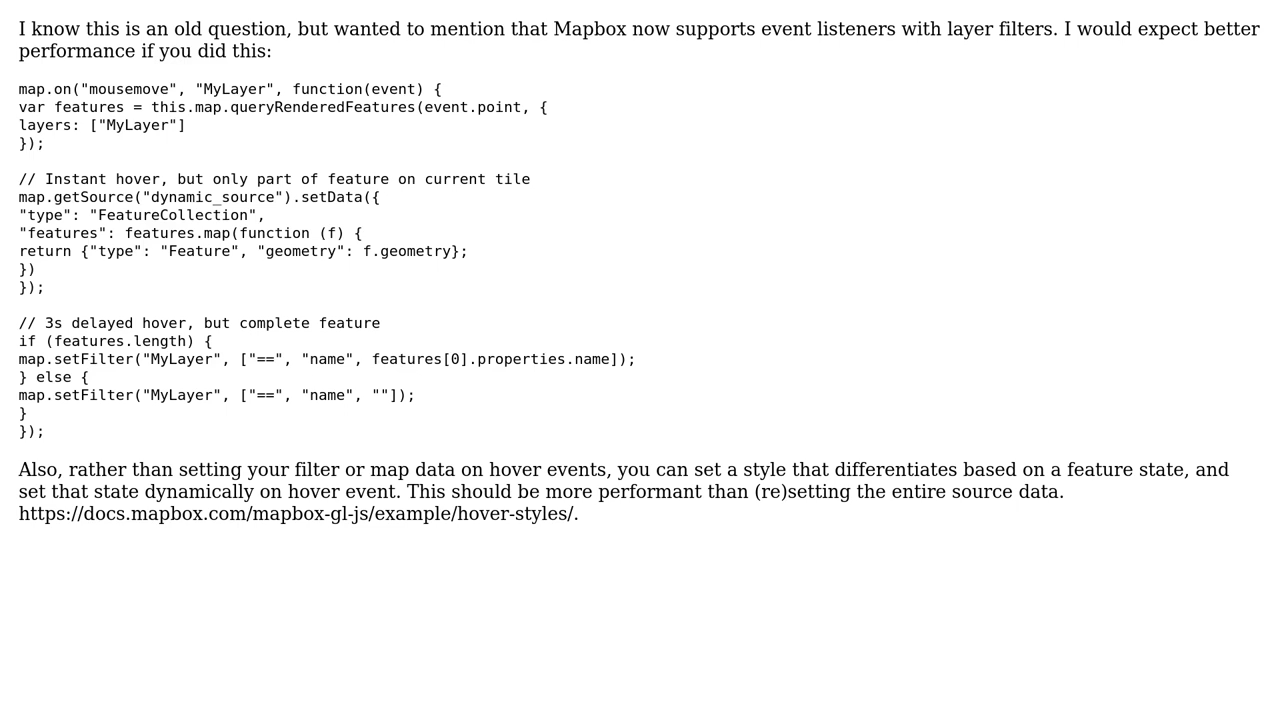 I know this is an old question, but wanted to mention that Mapbox now supports event listeners with layer filters. I would expect better
performance if you did this:
map.on("mousemove", "MyLayer", function(event) {
var features = this.map.queryRenderedFeatures(event.point, {
layers: ["MyLayer"]
});
// Instant hover, but only part of feature on current tile
map.getSource("dynamic_source").setData({
"type": "FeatureCollection",
"features": features.map(function (f) {
return {"type": "Feature", "geometry": f.geometry};
})
});
// 3s delayed hover, but complete feature
if (features.length) {
map.setFilter("MyLayer", ["==", "name", features[0].properties.name]);
} else {
map.setFilter("MyLayer", ["==", "name", ""]);
}
});
Also, rather than setting your filter or map data on hover events, you can set a style that differentiates based on a feature state, and
set that state dynamically on hover event. This should be more performant than (re)setting the entire source data.
https://docs.mapbox.com/mapbox-gl-js/example/hover-styles/.